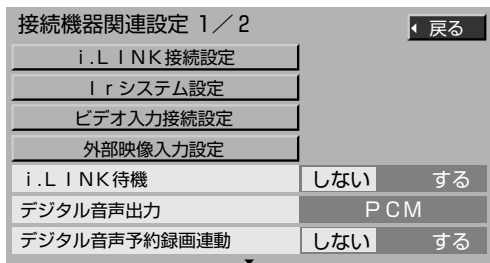 接続機器関連設定 1／2
戻る
ｉ.ＬＩＮＫ接続設定
Ｉｒシステム設定
ビデオ入力接続設定
外部映像入力設定
ｉ.ＬＩＮＫ待機 しない する
デジタル音声出力 ＰＣＭ
デジタル音声予約録画連動 しない する